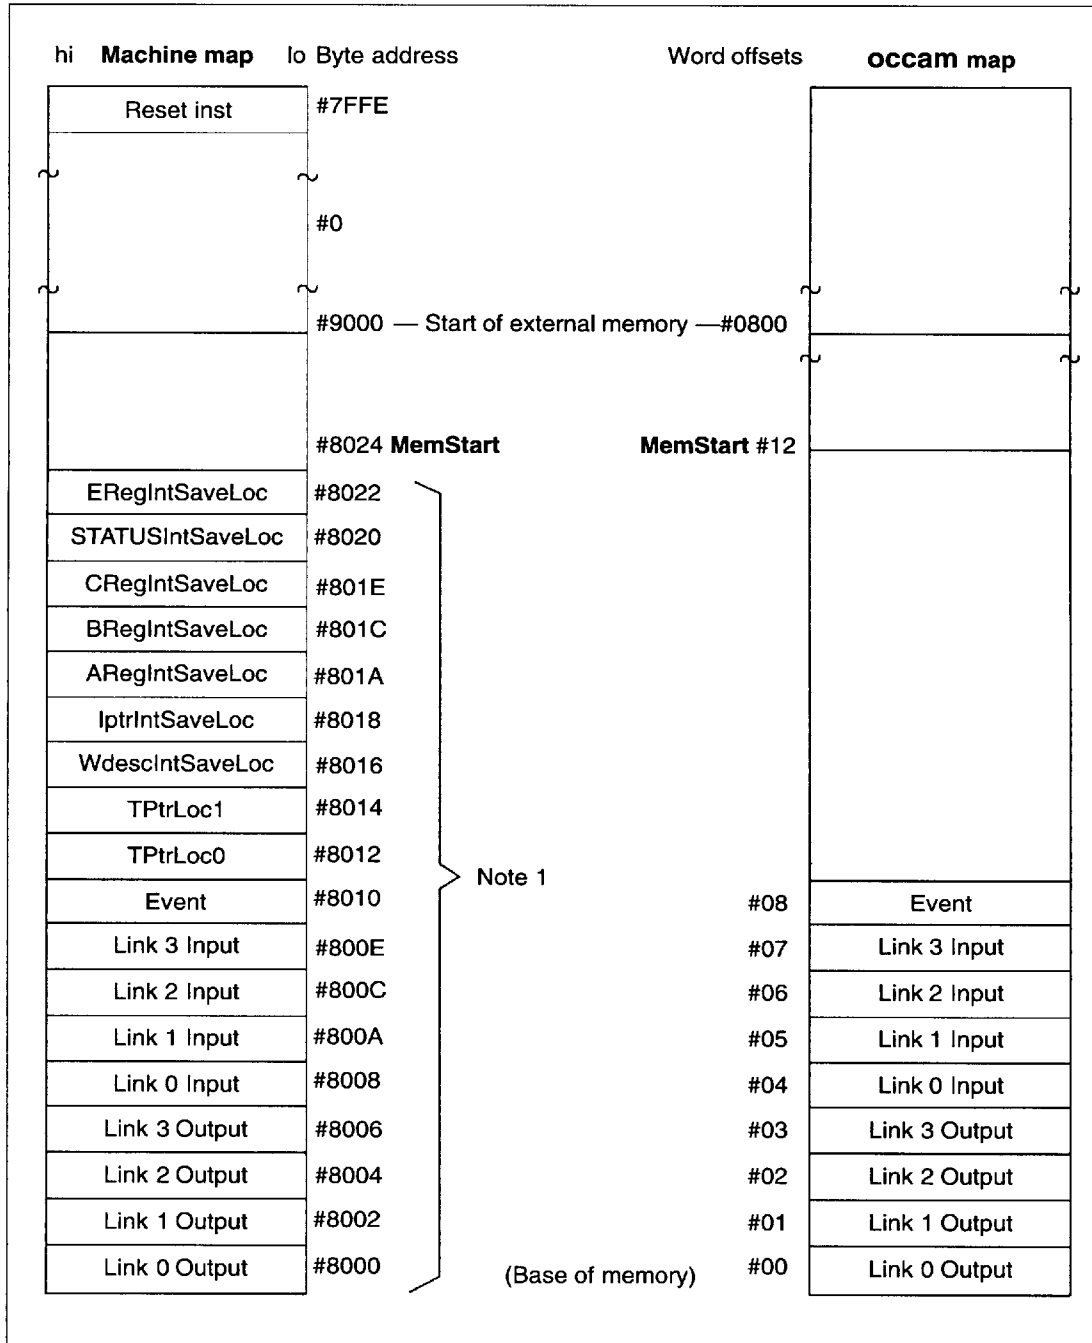 hi Machine map lo Byte address Word offsets occam map
Reset inst #7FFE
#0
#9000 — Start of external memory —#0800
#8024 MemStart MemStart #12
ERegIntSaveLoc #8022
STATUSIntSaveLoc #8020
CRegIntSaveLoc #801E
BRegIntSaveLoc #801C
ARegIntSaveLoc #801A
IptrIntSaveLoc #8018
WdescIntSaveLoc #8016
TPtrLoc1 #8014
TPtrLoc0 #8012
Note 1
Event #8010 #08 Event
Link 3 Input #800E #07 Link 3 Input
Link 2 Input #800C #06 Link 2 Input
Link 1 Input #800A #05 Link 1 Input
Link 0 Input #8008 #04 Link 0 Input
Link 3 Output #8006 #03 Link 3 Output
Link 2 Output #8004 #02 Link 2 Output
Link 1 Output #8002 #01 Link 1 Output
Link 0 Output #8000 (Base of memory) #00 Link 0 Output